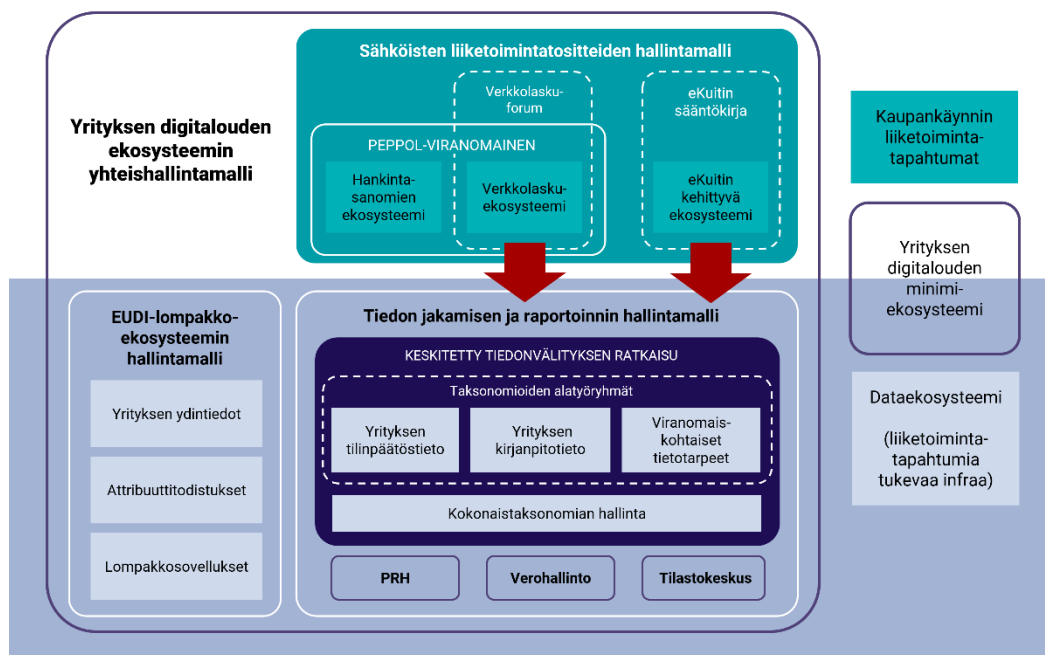 Yrityksen digitalouden
ekosysteemin
yhteishallintamalli
Sähköisten liiketoimintatositteiden hallintamalli
Verkkolasku-
forum
eKuitin
sääntökirja
PEPPOL-VIRANOMAINEN
Hankinta-
sanomien
ekosysteemi
Verkkolasku-
ekosysteemi
eKuitin
kehittyvä
ekosysteemi
EUDI-lompakko-
ekosysteemin
hallintamalli
Yrityksen ydintiedot
Attribuuttitodistukset
Lompakkosovellukset
Tiedon jakamisen ja raportoinnin hallintamalli
KESKITETTY TIEDONVÄLITYKSEN RATKAISU
Taksonomioiden alatyöryhmät
Yrityksen
tilinpäätöstieto
Yrityksen
kirjanpitotieto
Viranomais-
kohtaiset
tietotarpeet
Kokonaistaksonomian hallinta
PRH
Verohallinto
Tilastokeskus
Kaupankäynnin
liiketoiminta-
tapahtumat
Yrityksen
digitalouden
minimi-
ekosysteemi
Dataekosysteemi
(liiketoiminta-
tapahtumia
tukevaa infraa)